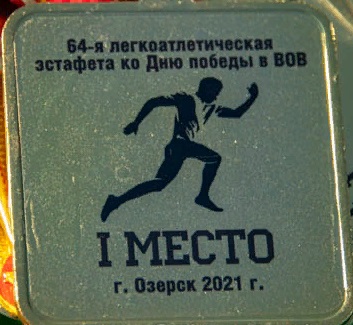 64-я легкоатлетическая
эстафета ко Дню победы в ВОВ
I МЕСТО
г. Озерск 2021 г.